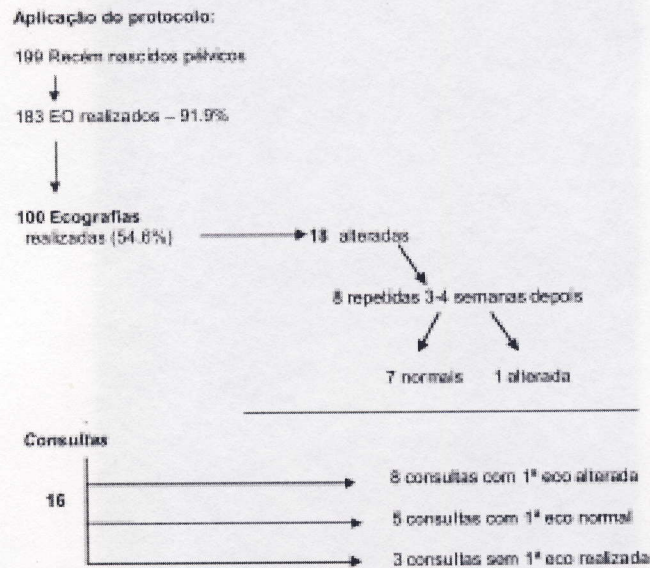 Aplicação do protocolo:
199 Recém nascidos pélvicos
183 EO realizados – 91.9%
100 Ecografias
realizadas (54.6%)
18 alteradas
8 repetidas 3-4 semanas depois
7 normais 1 alterada
Consultas
16
8 consultas com 1ª eco alterada
5 consultas com 1ª eco normal
3 consultas sem 1ª eco realizada